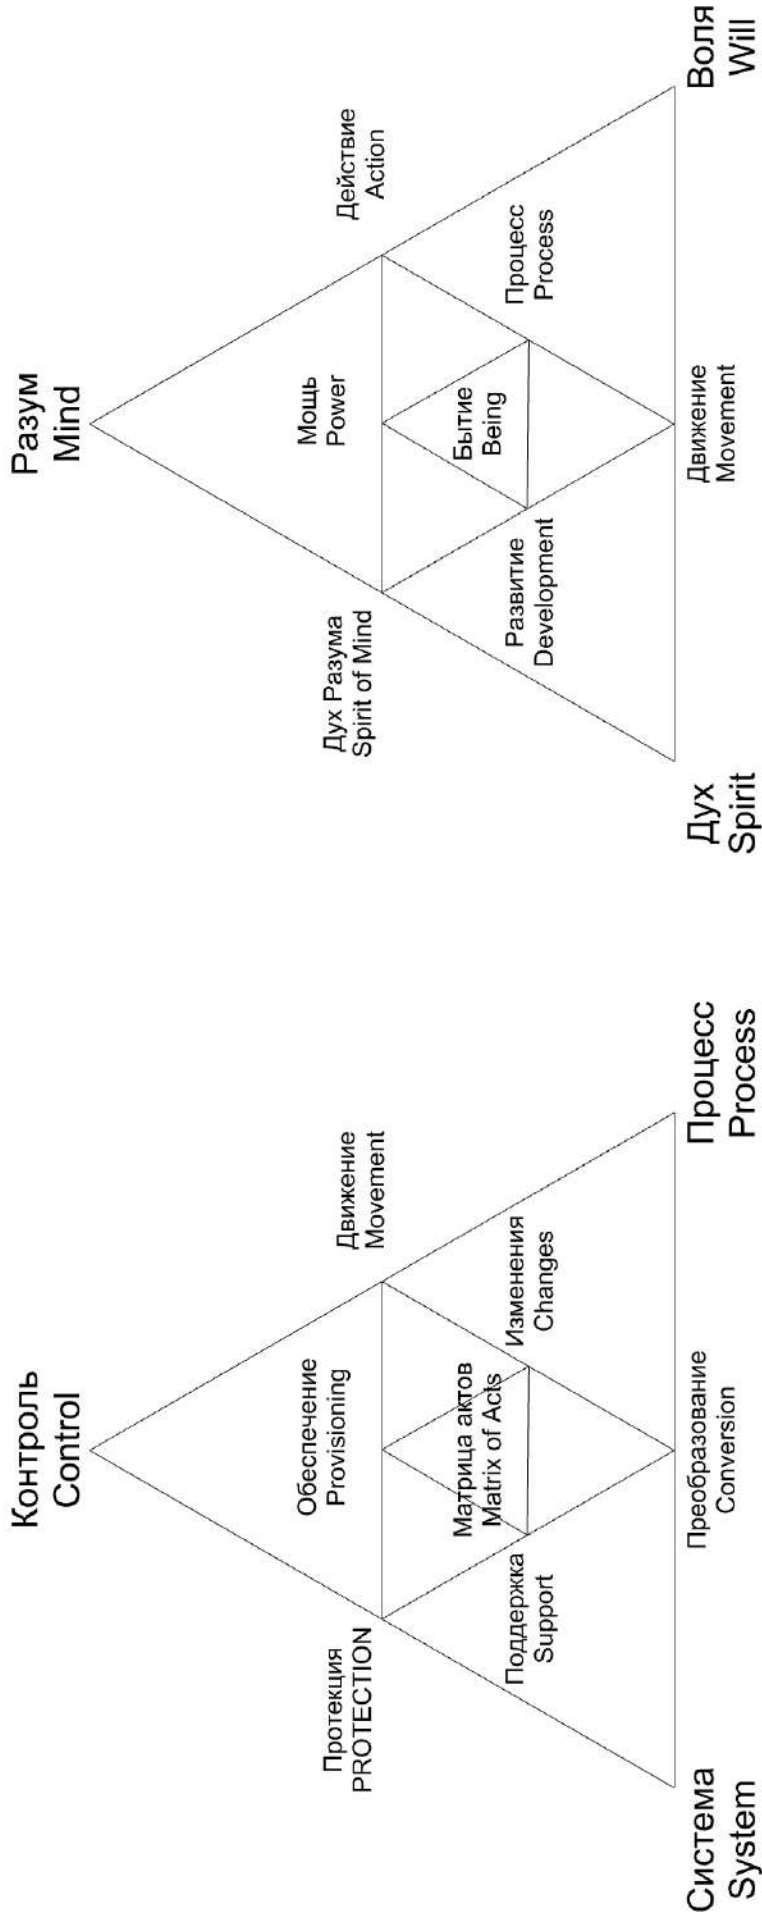 Контроль
Control
Обеспечение
Provisioning
Протекция
PROTECTION
Движение
Movement
Матрица актов
Matrix of Acts
Поддержка
Support
Изменения
Changes
Система
System
Преобразование
Conversion
Процесс
Process
Разум
Mind
Мощь
Power
Дух Разума
Spirit of Mind
Действие
Action
Бытие
Being
Развитие
Development
Процесс
Process
Дух
Spirit
Движение
Movement
Воля
Will